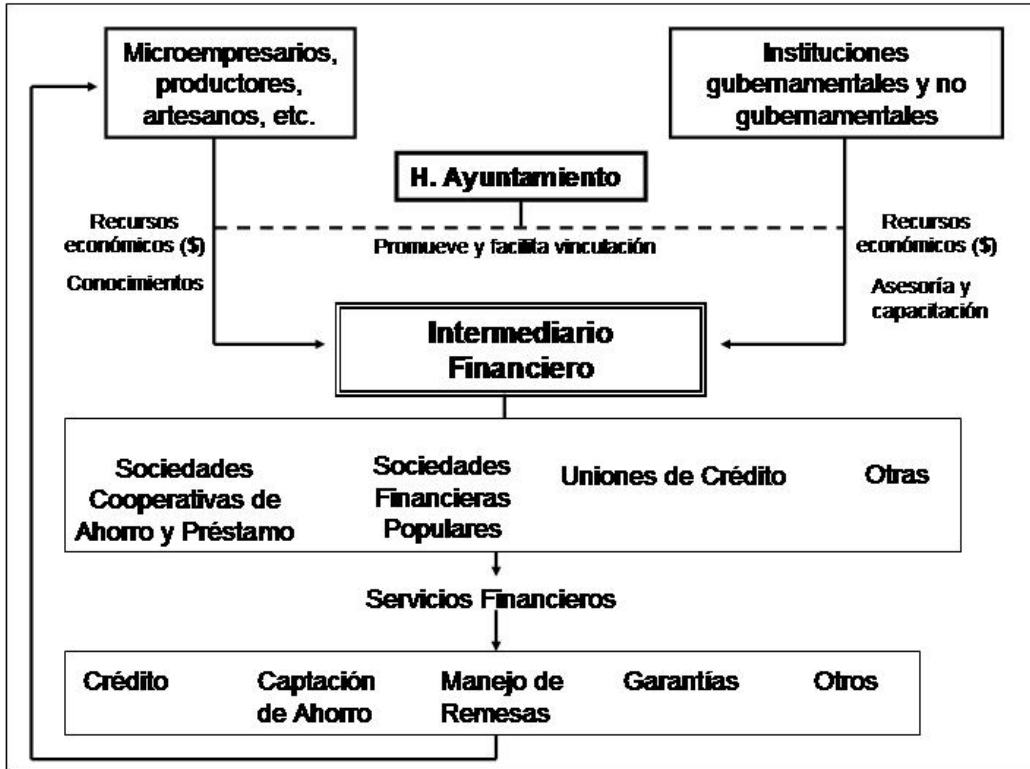 Microempresarios,
productores,
artesanos, etc.
Instituciones
gubernamentales y no
gubernamentales
H. Ayuntamiento
Recursos
económicos ($)
Conocimientos
Promueve y facilita vinculación
Recursos
económicos ($)
Asesoría y
capacitación
Intermediario
Financiero
Sociedades
Cooperativas de
Ahorro y Préstamo
Sociedades
Financieras
Populares
Uniones de Crédito
Otras
Servicios Financieros
Crédito
Captación
de Ahorro
Manejo de
Remesas
Garantías
Otros